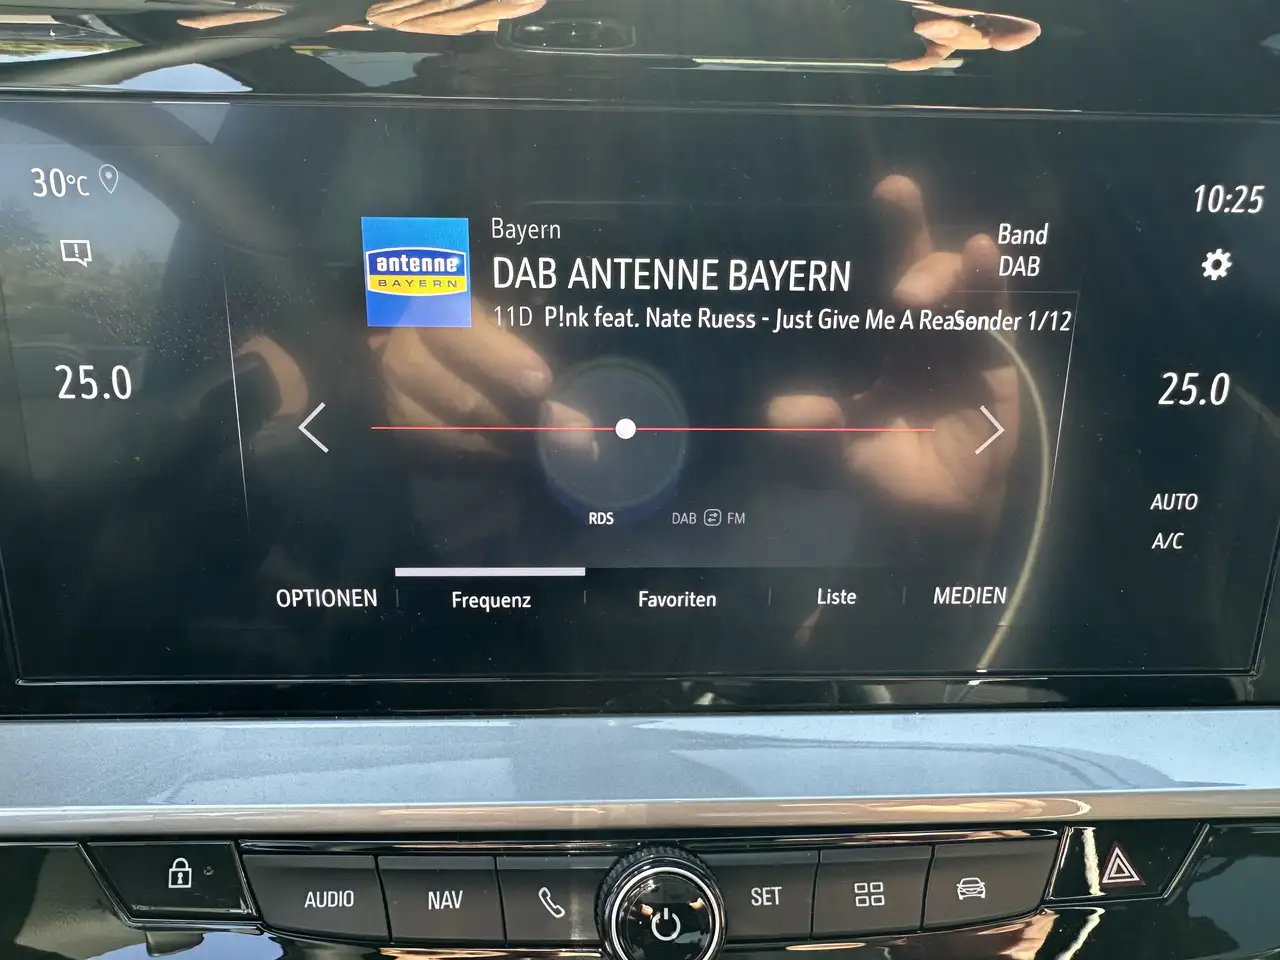 30°C
10:25
Bayern
Band
DAB
antenne
BAYERN
DAB ANTENNE BAYERN
11D P!nk feat. Nate Ruess - Just Give Me A Reason
Sender 1/12
25.0
25.0
RDS
DAB FM
AUTO
A/C
OPTIONEN
Frequenz
Favoriten
Liste
MEDIEN
AUDIO
NAV
SET